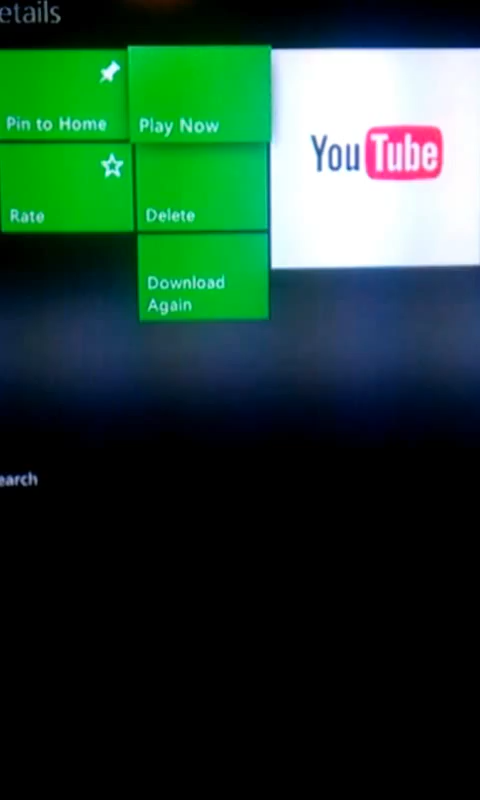 etails
Pin to Home
Play Now
YouTube
Rate
Delete
Download
Again
earch